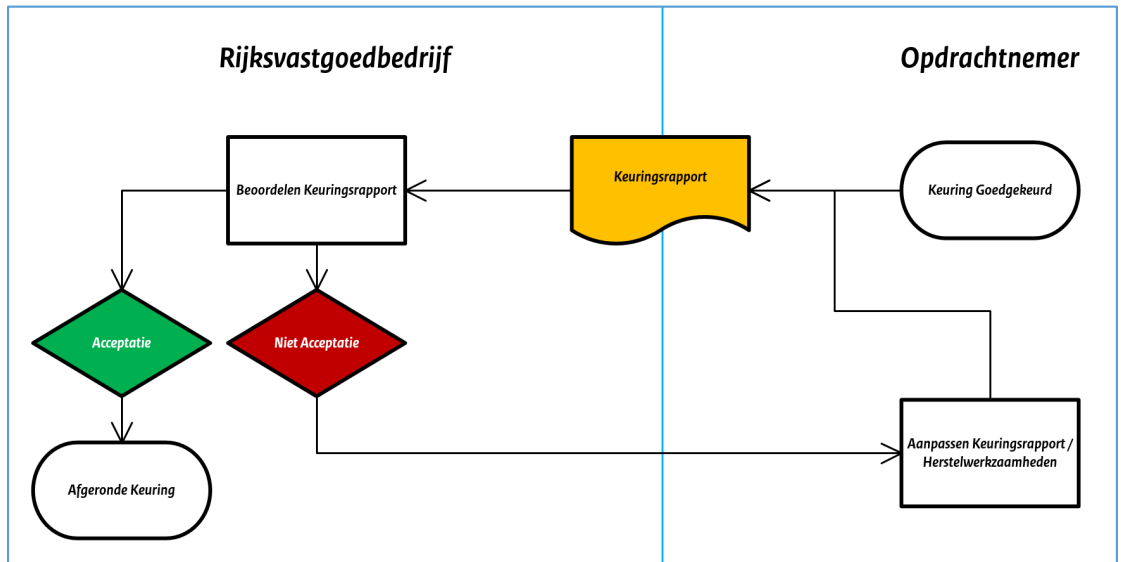 Rijksvastgoedbedrijf
Opdrachtnemer
Beoordelen Keuringsrapport
Keuringsrapport
Keuring Goedgekeurd
Acceptatie
Niet Acceptatie
Aanpassen Keuringsrapport /
Herstelwerkzaamheden
Afgeronde Keuring